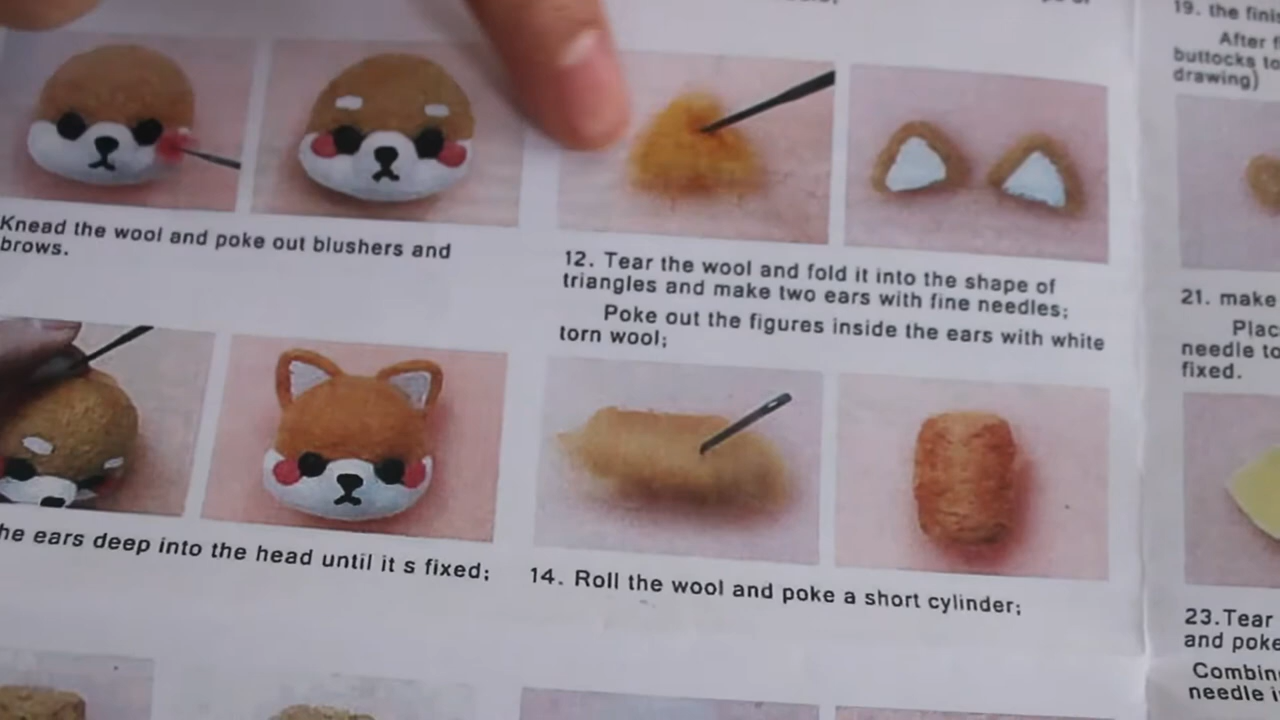 Knead the wool and poke out blushers and
brows.
he ears deep into the head until it s fixed;
12. Tear the wool and fold it into the shape of
triangles and make two ears with fine needles;
Poke out the figures inside the ears with white
torn wool;
14. Roll the wool and poke a short cylinder;
19. the fini
After f
buttocks to
drawing)
21. make
Plac
needle to
fixed.
23.Tear
and poke
Combin
needle i